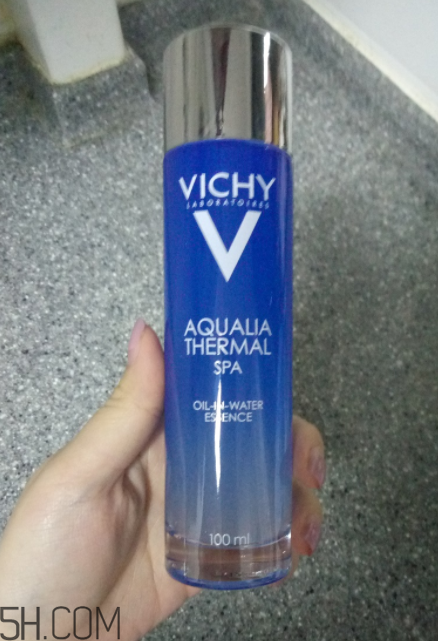 VICHY
LABORATOIRES
V
AQUALIA
THERMAL
SPA
OIL-IN-WATER
ESSENCE
100 ml
5H.COM